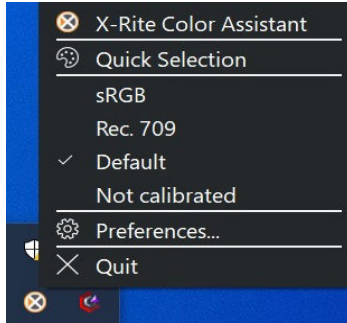 X-Rite Color Assistant
Quick Selection
sRGB
Rec. 709
Default
Not calibrated
Preferences...
Quit